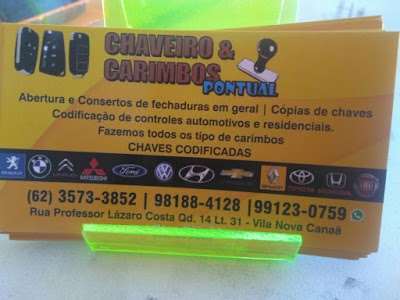 CHAVEIRO &
CARIMBOS
PONTUAL
Abertura e Consertos de fechaduras em geral | Cópias de chaves
Codificação de controles automotivos e residenciais.
Fazemos todos os tipo de carimbos
CHAVES CODIFICADAS
(62) 3573-3852 | 98188-4128 | 99123-0759
Rua Professor Lázaro Costa Qd. 14 Lt. 31 - Vila Nova Canaã